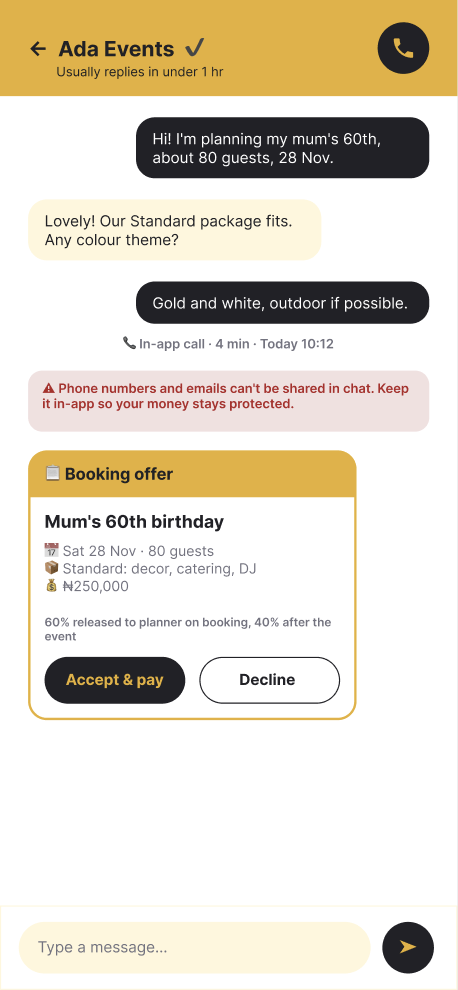 ← Ada Events ✔
Usually replies in under 1 hr
Hi! I'm planning my mum's 60th,
about 80 guests, 28 Nov.
Lovely! Our Standard package fits.
Any colour theme?
Gold and white, outdoor if possible.
📞 In-app call · 4 min · Today 10:12
⚠ Phone numbers and emails can't be shared in chat. Keep
it in-app so your money stays protected.
📋 Booking offer
Mum's 60th birthday
📅 Sat 28 Nov · 80 guests
📦 Standard: decor, catering, DJ
💰 ₦250,000
60% released to planner on booking, 40% after the
event
Accept & pay
Decline
Type a message...